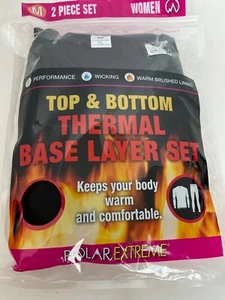 M 2 PIECE SET WOMEN
PERFORMANCE WICKING WARM BRUSHED LINING
TOP & BOTTOM
THERMAL
BASE LAYER SET
Keeps your body
warm
and comfortable.
POLAR EXTREME®